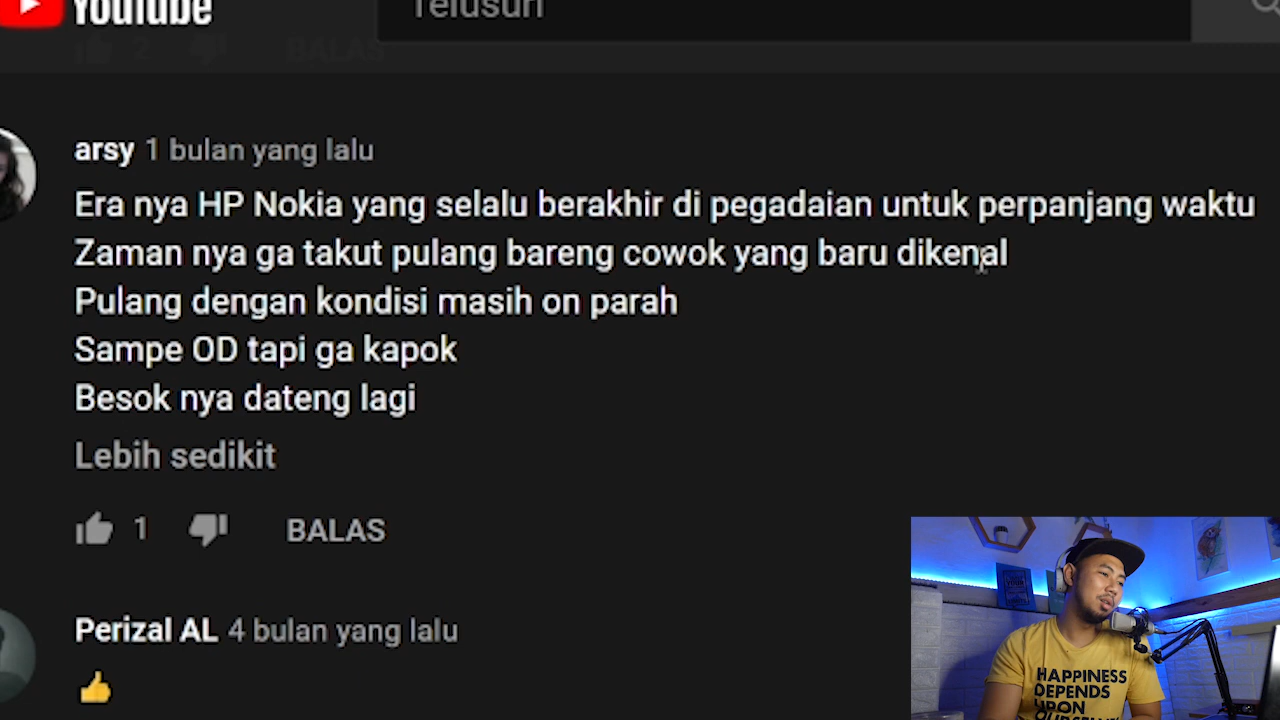 YouTube
Telusuri
2 BALAS
arsy 1 bulan yang lalu
Era nya HP Nokia yang selalu berakhir di pegadaian untuk perpanjang waktu
Zaman nya ga takut pulang bareng cowok yang baru dikenal
Pulang dengan kondisi masih on parah
Sampe OD tapi ga kapok
Besok nya dateng lagi
Lebih sedikit
1 BALAS
Perizal AL 4 bulan yang lalu
👍
HAPPINESS
DEPENDS
UPON
OURSELVES